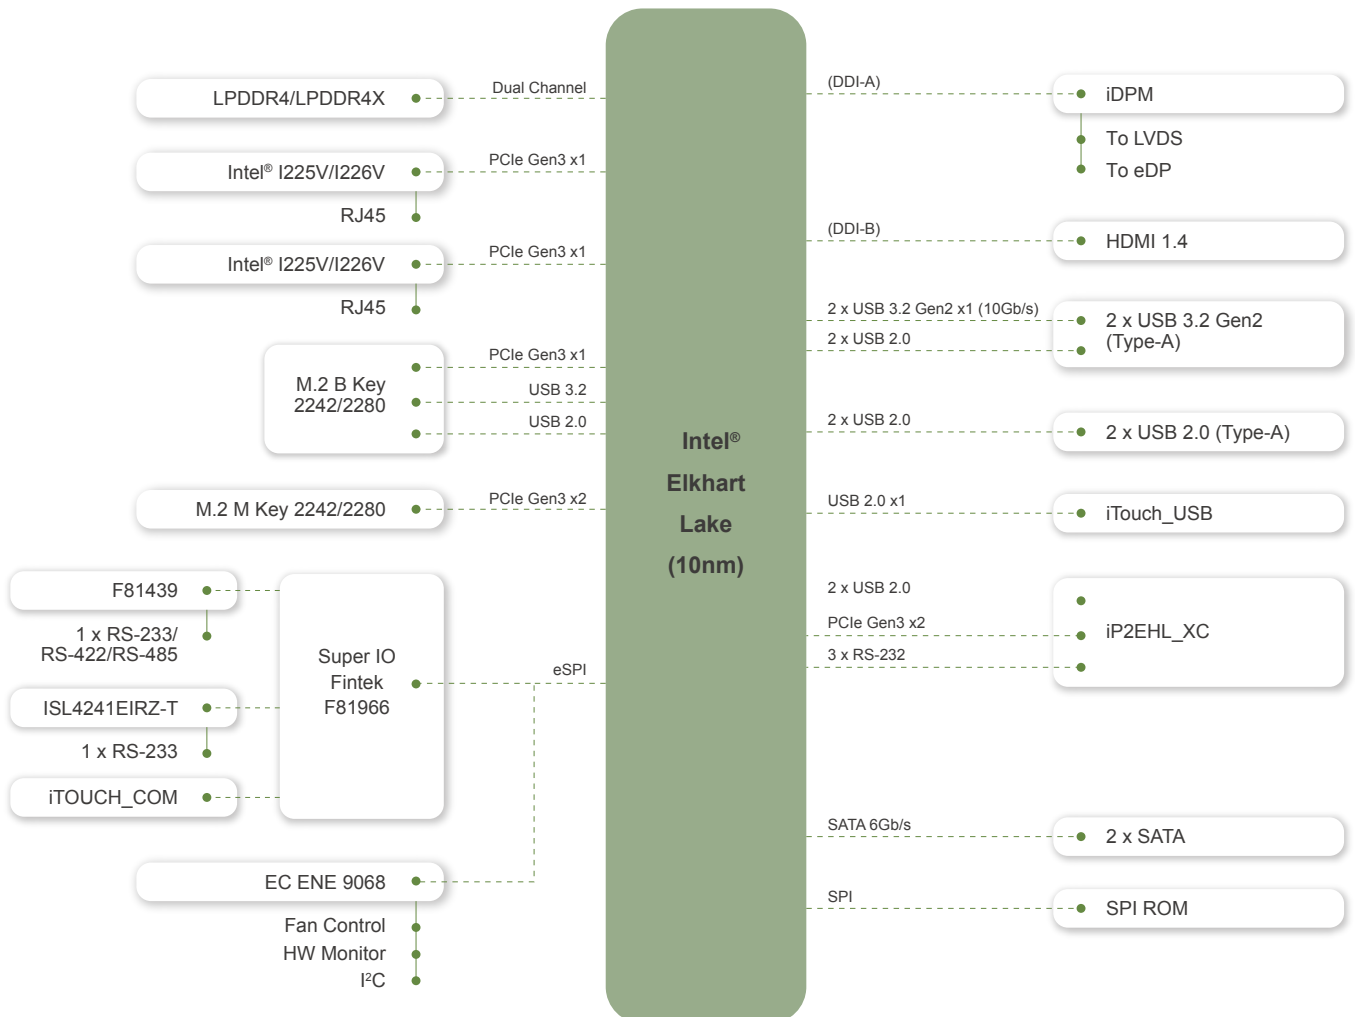 LPDDR4/LPDDR4X
Dual Channel
Intel® I225V/I226V
PCIe Gen3 x1
RJ45
Intel® I225V/I226V
PCIe Gen3 x1
RJ45
M.2 B Key
2242/2280
PCIe Gen3 x1
USB 3.2
USB 2.0
M.2 M Key 2242/2280
PCIe Gen3 x2
F81439
1 x RS-233/
RS-422/RS-485
ISL4241EIRZ-T
1 x RS-233
iTOUCH_COM
Super IO
Fintek
F81966
eSPI
EC ENE 9068
Fan Control
HW Monitor
I²C
Intel®
Elkhart
Lake
(10nm)
(DDI-A)
iDPM
To LVDS
To eDP
(DDI-B)
HDMI 1.4
2 x USB 3.2 Gen2 x1 (10Gb/s)
2 x USB 2.0
2 x USB 3.2 Gen2
(Type-A)
2 x USB 2.0
2 x USB 2.0 (Type-A)
USB 2.0 x1
iTouch_USB
2 x USB 2.0
PCIe Gen3 x2
3 x RS-232
iP2EHL_XC
SATA 6Gb/s
2 x SATA
SPI
SPI ROM